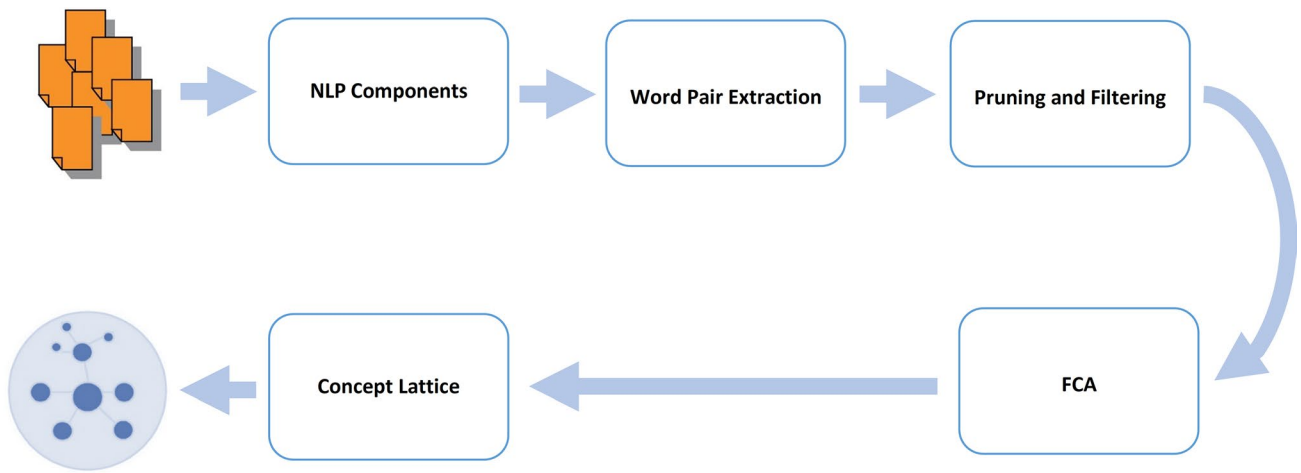 NLP Components
Word Pair Extraction
Pruning and Filtering
FCA
Concept Lattice